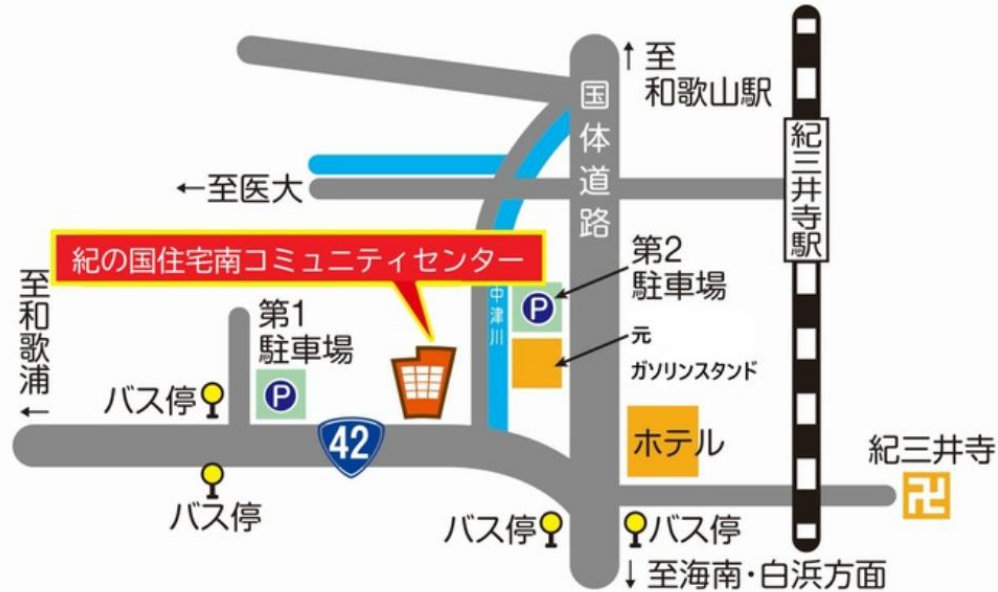 ↑至
和歌山駅
国体道路
紀三井寺駅
←至医大
紀の国住宅南コミュニティセンター
第2
駐車場
P
中津川
至和歌浦
←
第1
駐車場
P
元
ガソリンスタンド
バス停
42
ホテル
紀三井寺
卍
バス停
バス停
バス停
↓至海南・白浜方面